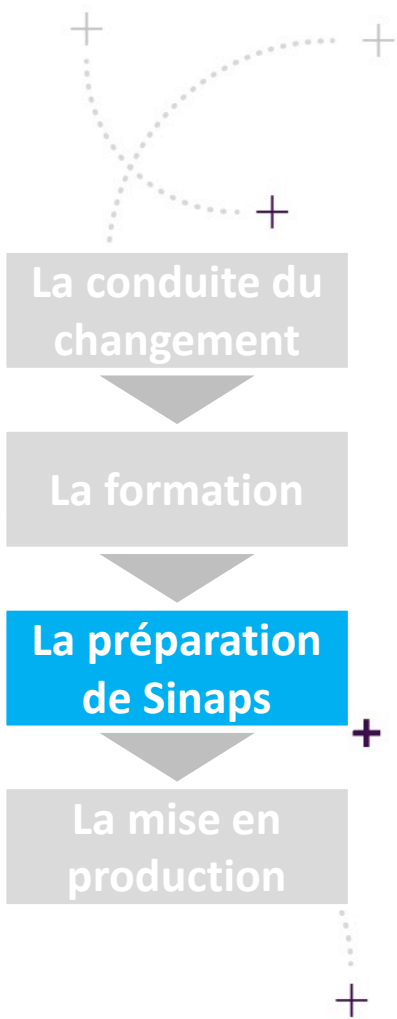 La conduite du
changement
La formation
La préparation
de Sinaps
La mise en
production